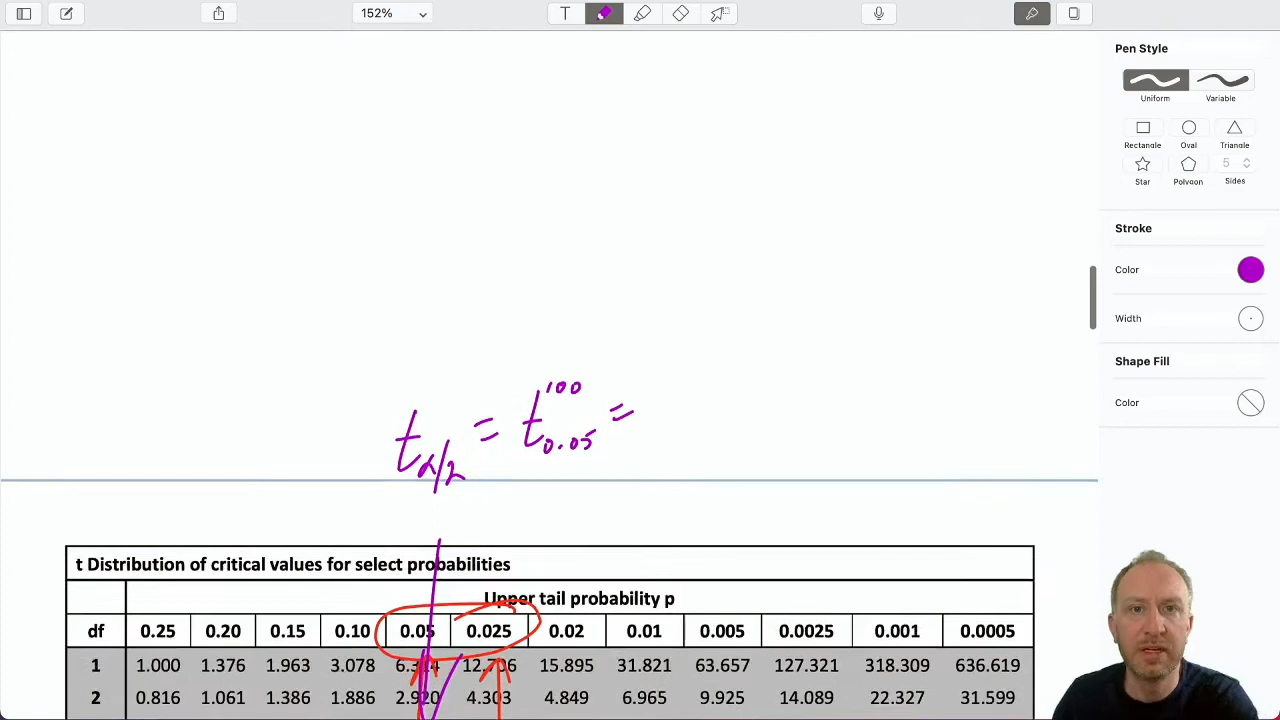 152%
T
Pen Style
Uniform Variable
Rectangle Oval Triangle
5
Star Polygon Sides
Stroke
Color
Width
Shape Fill
Color
t α/2 = t 100 0.05 =
t Distribution of critical values for select probabilities
Upper tail probability p
df 0.25 0.20 0.15 0.10 0.05 0.025 0.02 0.01 0.005 0.0025 0.001 0.0005
1 1.000 1.376 1.963 3.078 6.314 12.706 15.895 31.821 63.657 127.321 318.309 636.619
2 0.816 1.061 1.386 1.886 2.920 4.303 4.849 6.965 9.925 14.089 22.327 31.599